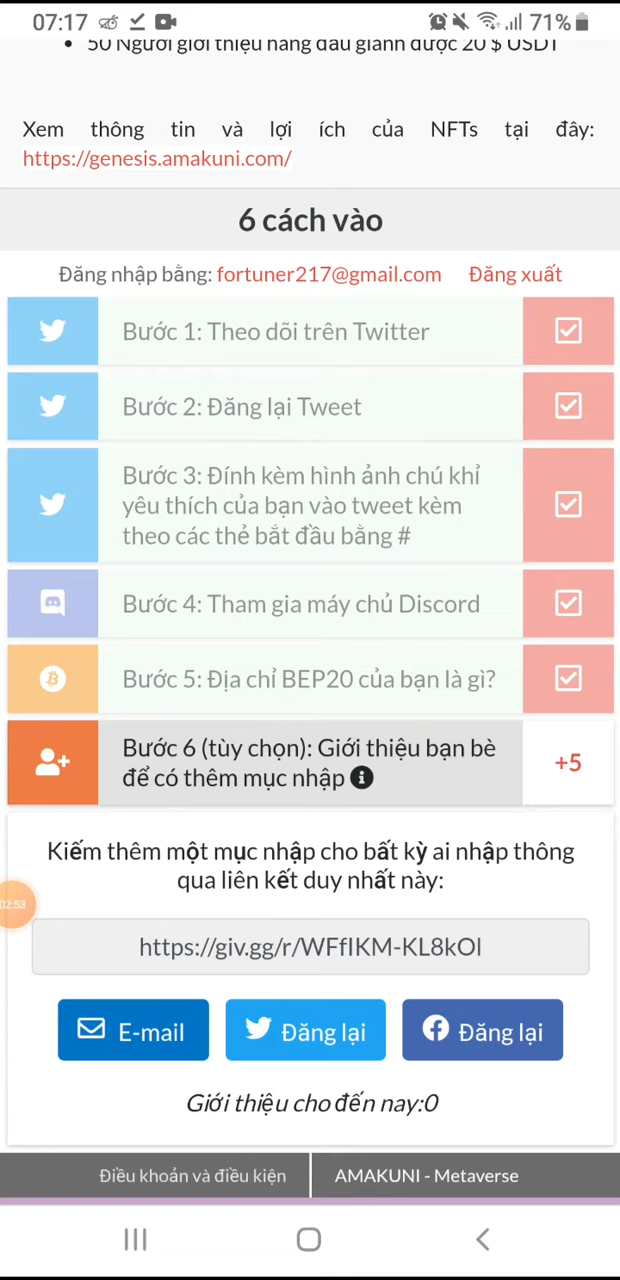 07:17
71%
50 Người giới thiệu hàng đầu giành được 20 $ USDT
Xem thông tin và lợi ích của NFTs tại đây:
https://genesis.amakuni.com/
6 cách vào
Đăng nhập bằng: fortuner217@gmail.com Đăng xuất
Bước 1: Theo dõi trên Twitter
Bước 2: Đăng lại Tweet
Bước 3: Đính kèm hình ảnh chú khỉ
yêu thích của bạn vào tweet kèm
theo các thẻ bắt đầu bằng #
Bước 4: Tham gia máy chủ Discord
Bước 5: Địa chỉ BEP20 của bạn là gì?
Bước 6 (tùy chọn): Giới thiệu bạn bè
để có thêm mục nhập
+5
Kiếm thêm một mục nhập cho bất kỳ ai nhập thông
qua liên kết duy nhất này:
02:53
https://giv.gg/r/WFfIKM-KL8kOI
E-mail
Đăng lại
Đăng lại
Giới thiệu cho đến nay:0
Điều khoản và điều kiện
AMAKUNI - Metaverse